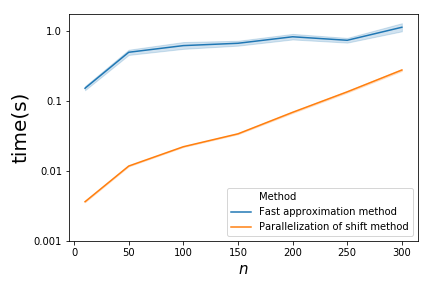 time(s)
1.0
0.1
0.01
0.001
0 50 100 150 200 250 300
n
Method
Fast approximation method
Parallelization of shift method